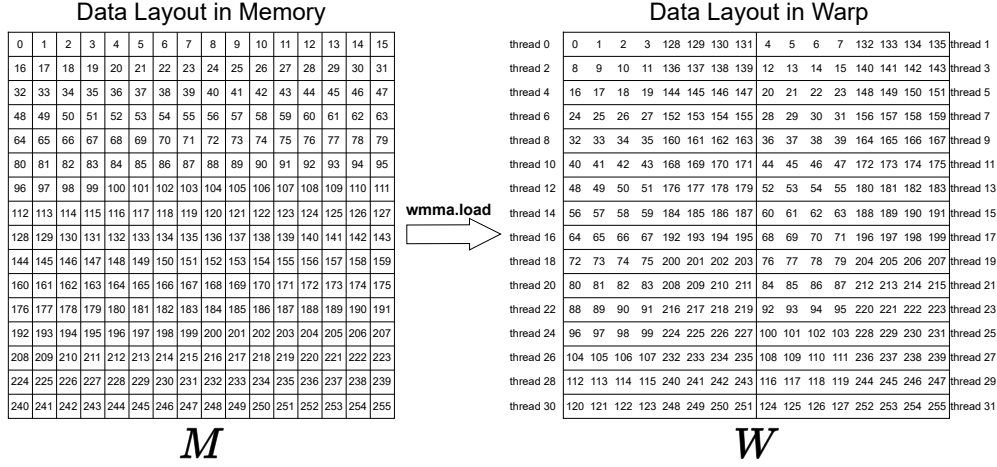 Data Layout in Memory Data Layout in Warp
0 1 2 3 4 5 6 7 8 9 10 11 12 13 14 15 thread 0 0 1 2 3 128 129 130 131 4 5 6 7 132 133 134 135 thread 1
16 17 18 19 20 21 22 23 24 25 26 27 28 29 30 31 thread 2 8 9 10 11 136 137 138 139 12 13 14 15 140 141 142 143 thread 3
32 33 34 35 36 37 38 39 40 41 42 43 44 45 46 47 thread 4 16 17 18 19 144 145 146 147 20 21 22 23 148 149 150 151 thread 5
48 49 50 51 52 53 54 55 56 57 58 59 60 61 62 63 thread 6 24 25 26 27 152 153 154 155 28 29 30 31 156 157 158 159 thread 7
64 65 66 67 68 69 70 71 72 73 74 75 76 77 78 79 thread 8 32 33 34 35 160 161 162 163 36 37 38 39 164 165 166 167 thread 9
80 81 82 83 84 85 86 87 88 89 90 91 92 93 94 95 thread 10 40 41 42 43 168 169 170 171 44 45 46 47 172 173 174 175 thread 11
96 97 98 99 100 101 102 103 104 105 106 107 108 109 110 111 thread 12 48 49 50 51 176 177 178 179 52 53 54 55 180 181 182 183 thread 13
112 113 114 115 116 117 118 119 120 121 122 123 124 125 126 127 wmma.load thread 14 56 57 58 59 184 185 186 187 60 61 62 63 188 189 190 191 thread 15
128 129 130 131 132 133 134 135 136 137 138 139 140 141 142 143 thread 16 64 65 66 67 192 193 194 195 68 69 70 71 196 197 198 199 thread 17
144 145 146 147 148 149 150 151 152 153 154 155 156 157 158 159 thread 18 72 73 74 75 200 201 202 203 76 77 78 79 204 205 206 207 thread 19
160 161 162 163 164 165 166 167 168 169 170 171 172 173 174 175 thread 20 80 81 82 83 208 209 210 211 84 85 86 87 212 213 214 215 thread 21
176 177 178 179 180 181 182 183 184 185 186 187 188 189 190 191 thread 22 88 89 90 91 216 217 218 219 92 93 94 95 220 221 222 223 thread 23
192 193 194 195 196 197 198 199 200 201 202 203 204 205 206 207 thread 24 96 97 98 99 224 225 226 227 100 101 102 103 228 229 230 231 thread 25
208 209 210 211 212 213 214 215 216 217 218 219 220 221 222 223 thread 26 104 105 106 107 232 233 234 235 108 109 110 111 236 237 238 239 thread 27
224 225 226 227 228 229 230 231 232 233 234 235 236 237 238 239 thread 28 112 113 114 115 240 241 242 243 116 117 118 119 244 245 246 247 thread 29
240 241 242 243 244 245 246 247 248 249 250 251 252 253 254 255 thread 30 120 121 122 123 248 249 250 251 124 125 126 127 252 253 254 255 thread 31
M W